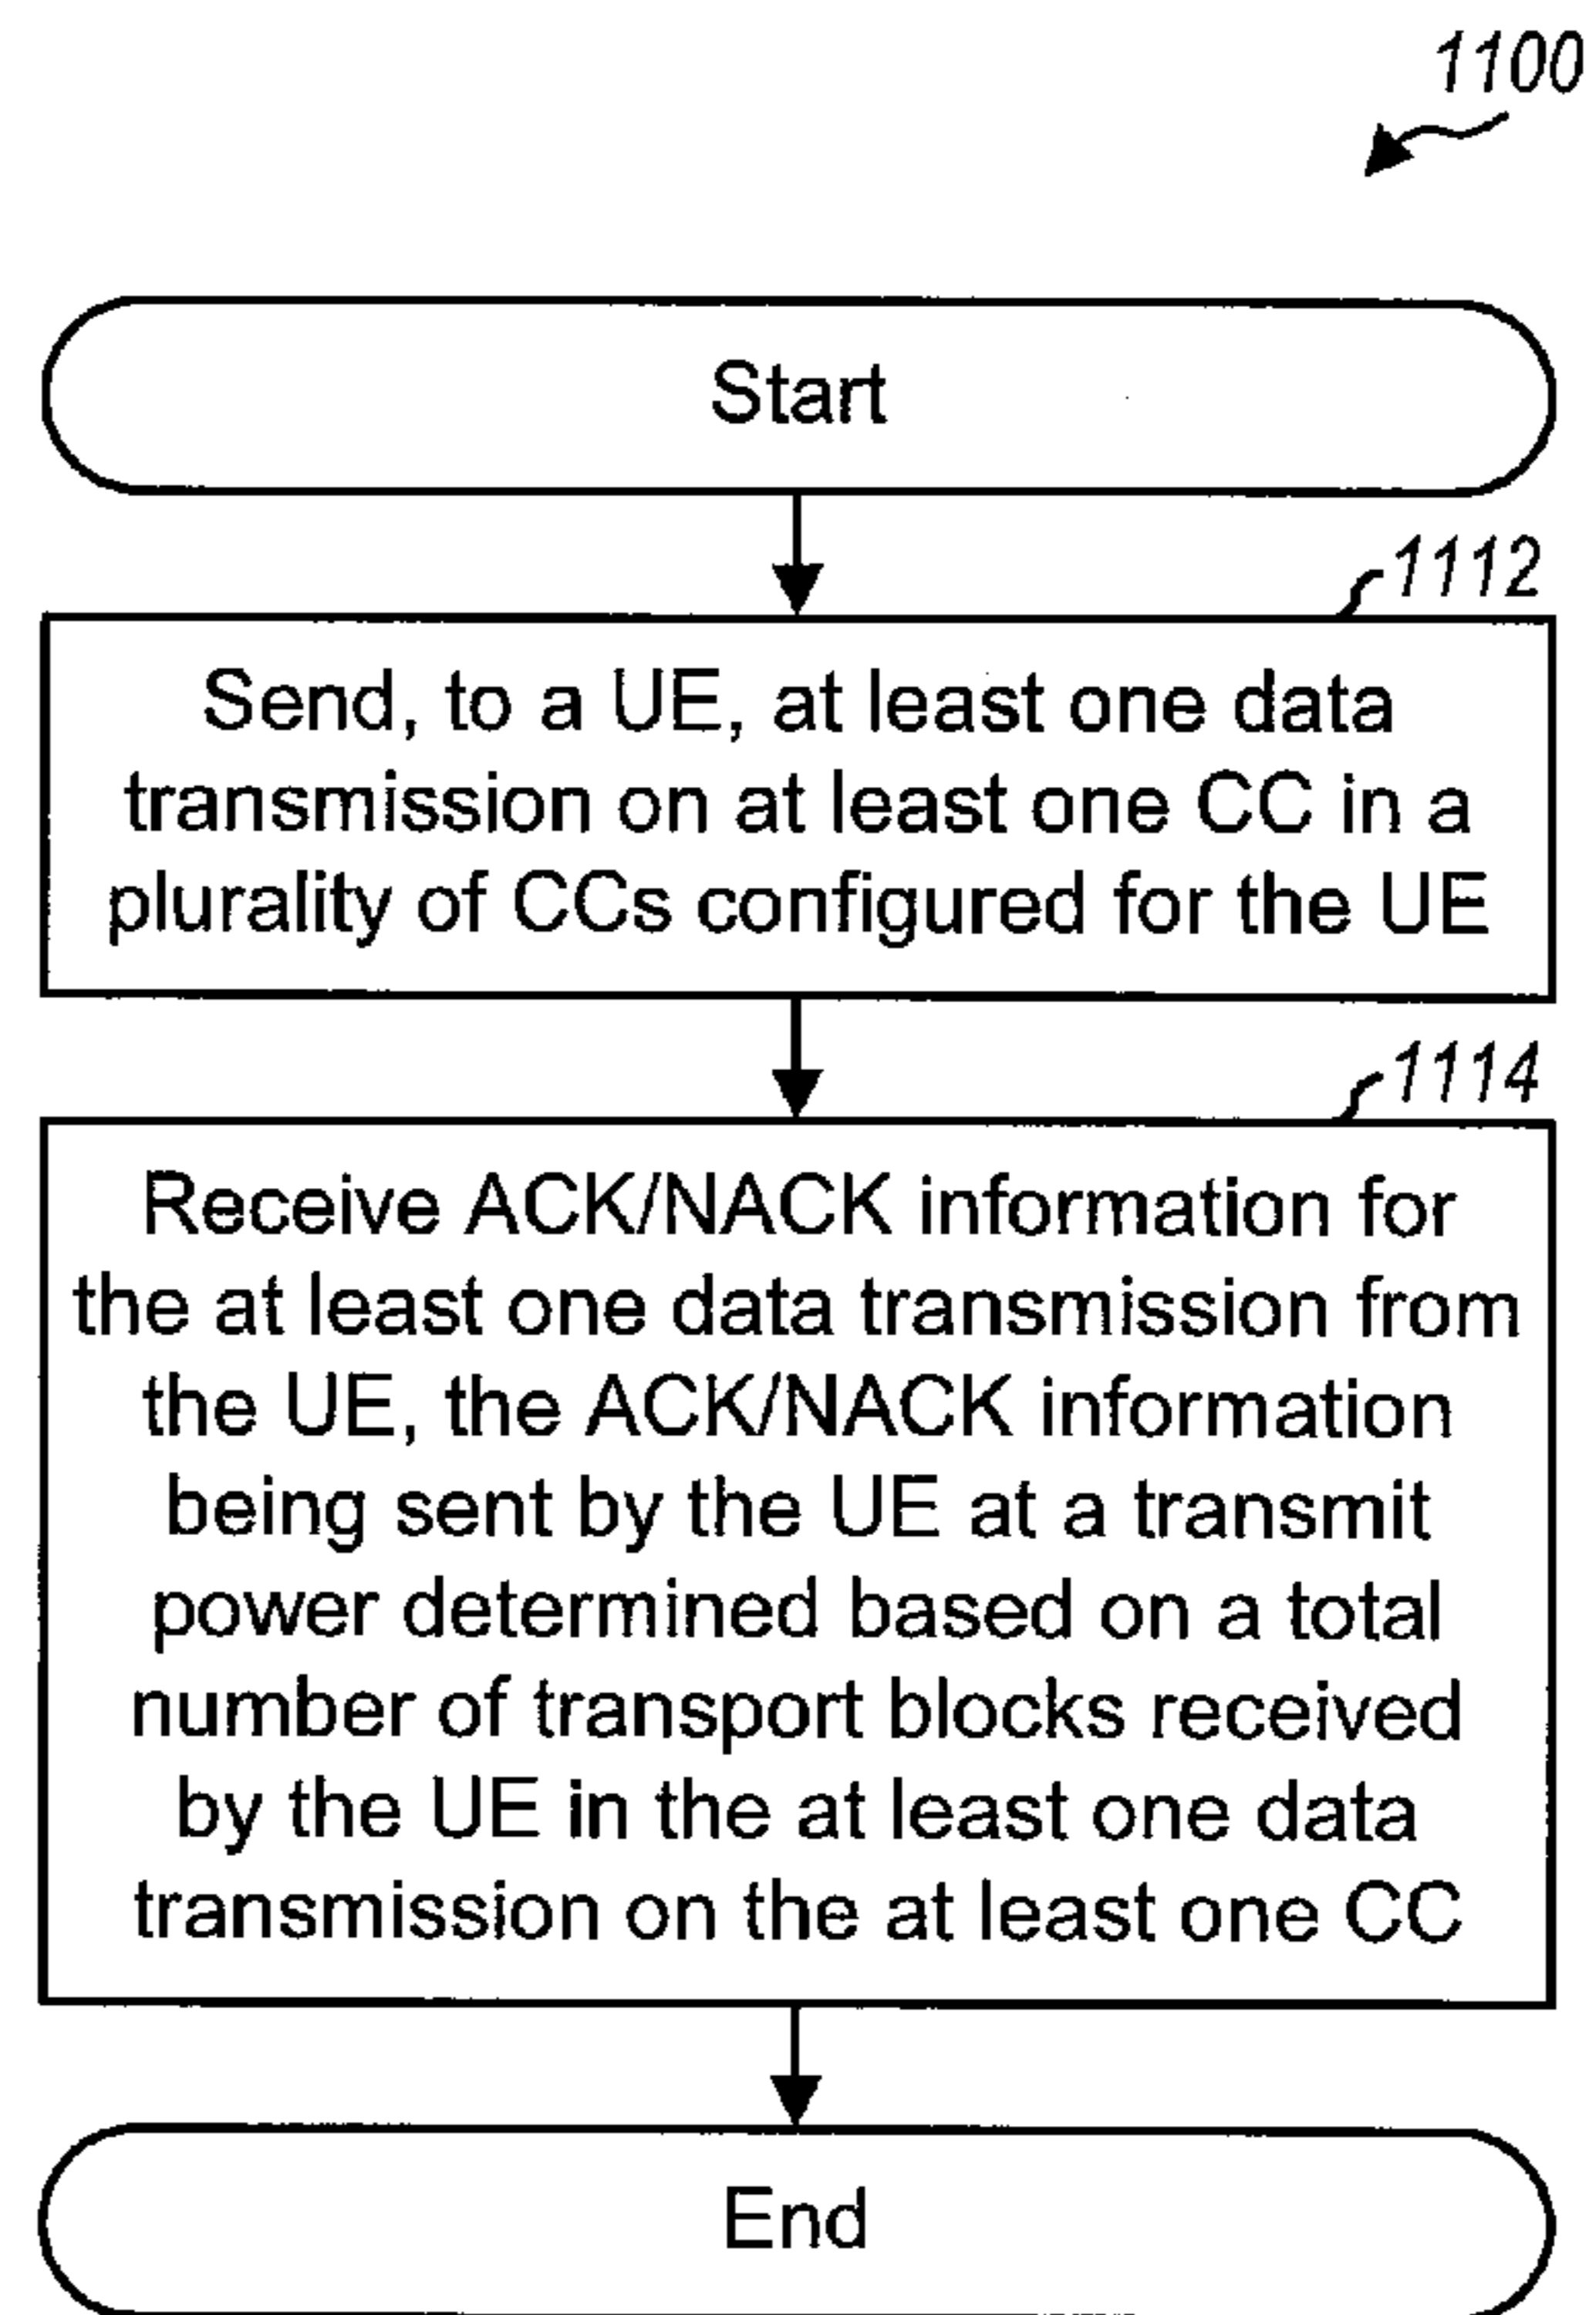 1100
Start
1112
Send, to a UE, at least one data
transmission on at least one CC in a
plurality of CCs configured for the UE
1114
Receive ACK/NACK information for
the at least one data transmission from
the UE, the ACK/NACK information
being sent by the UE at a transmit
power determined based on a total
number of transport blocks received
by the UE in the at least one data
transmission on the at least one CC
End